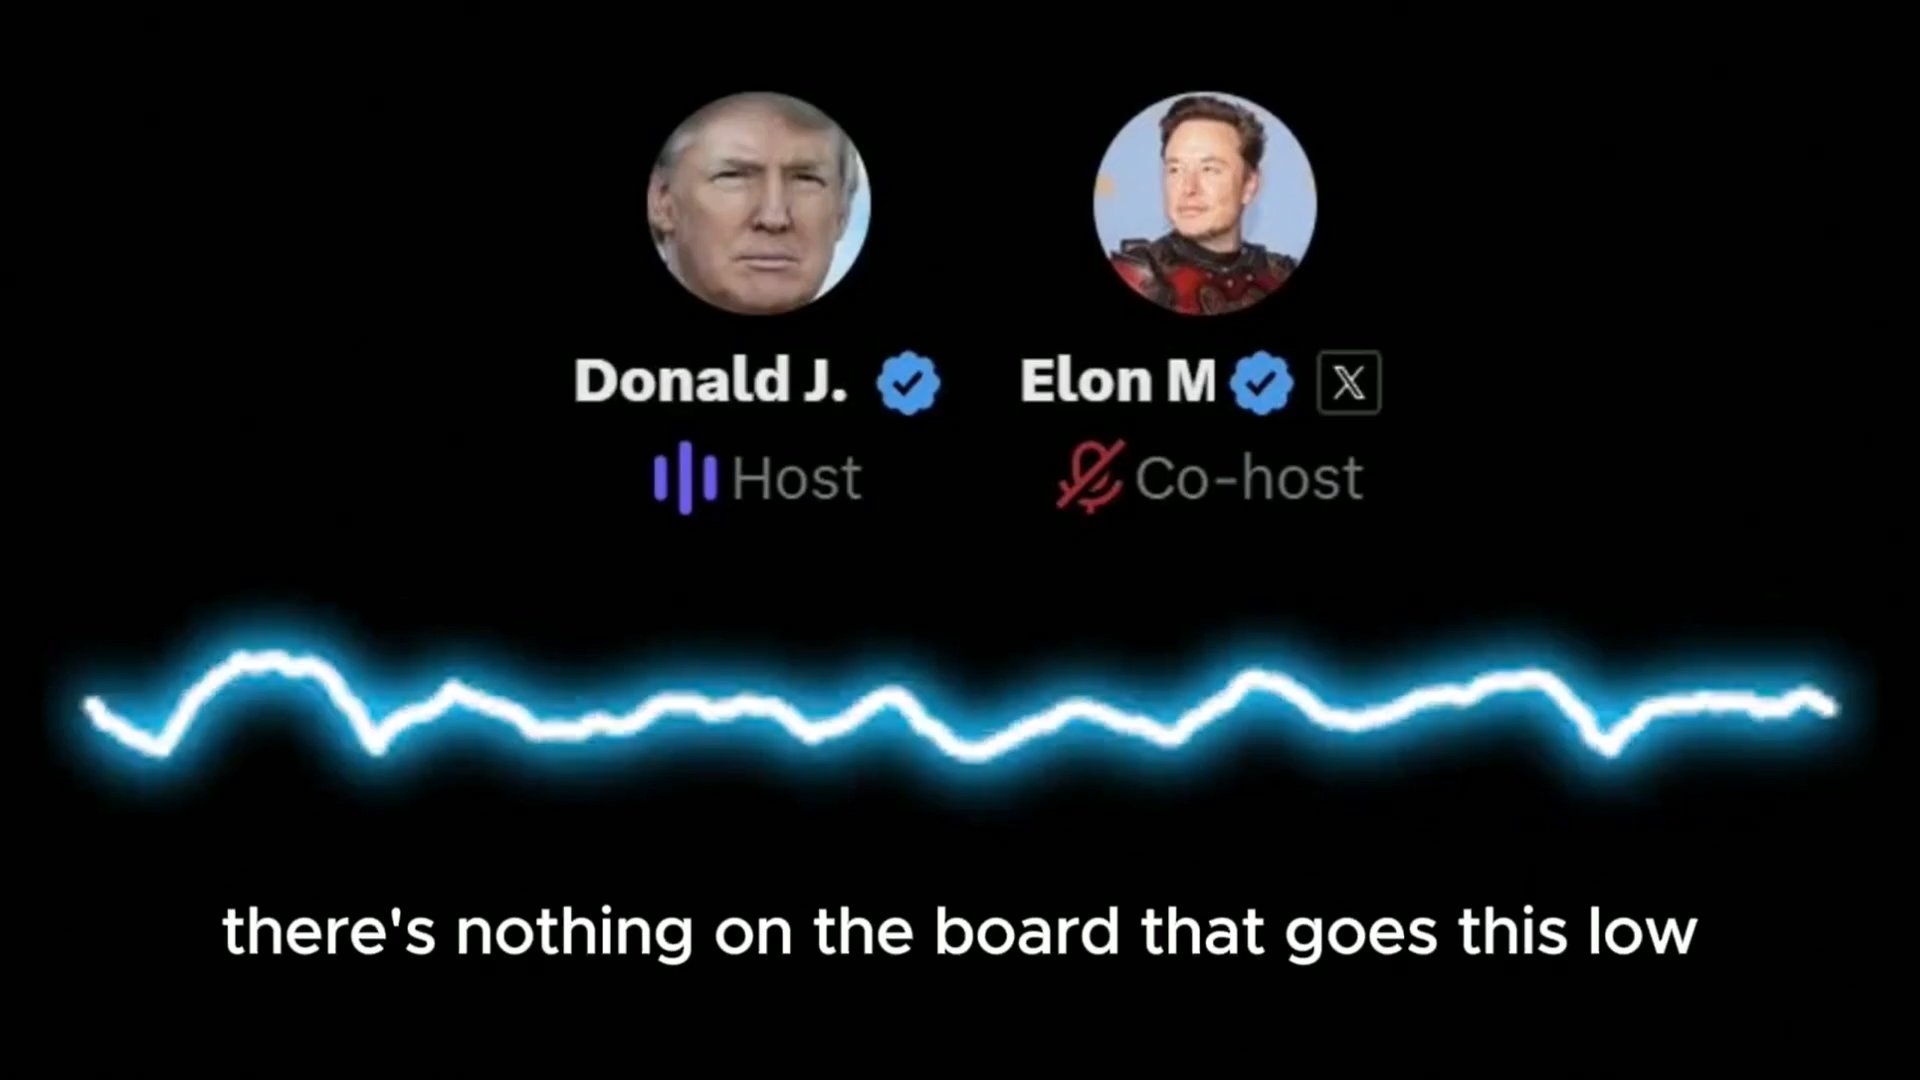 Donald J. Elon M X
Host Co-host
there's nothing on the board that goes this low